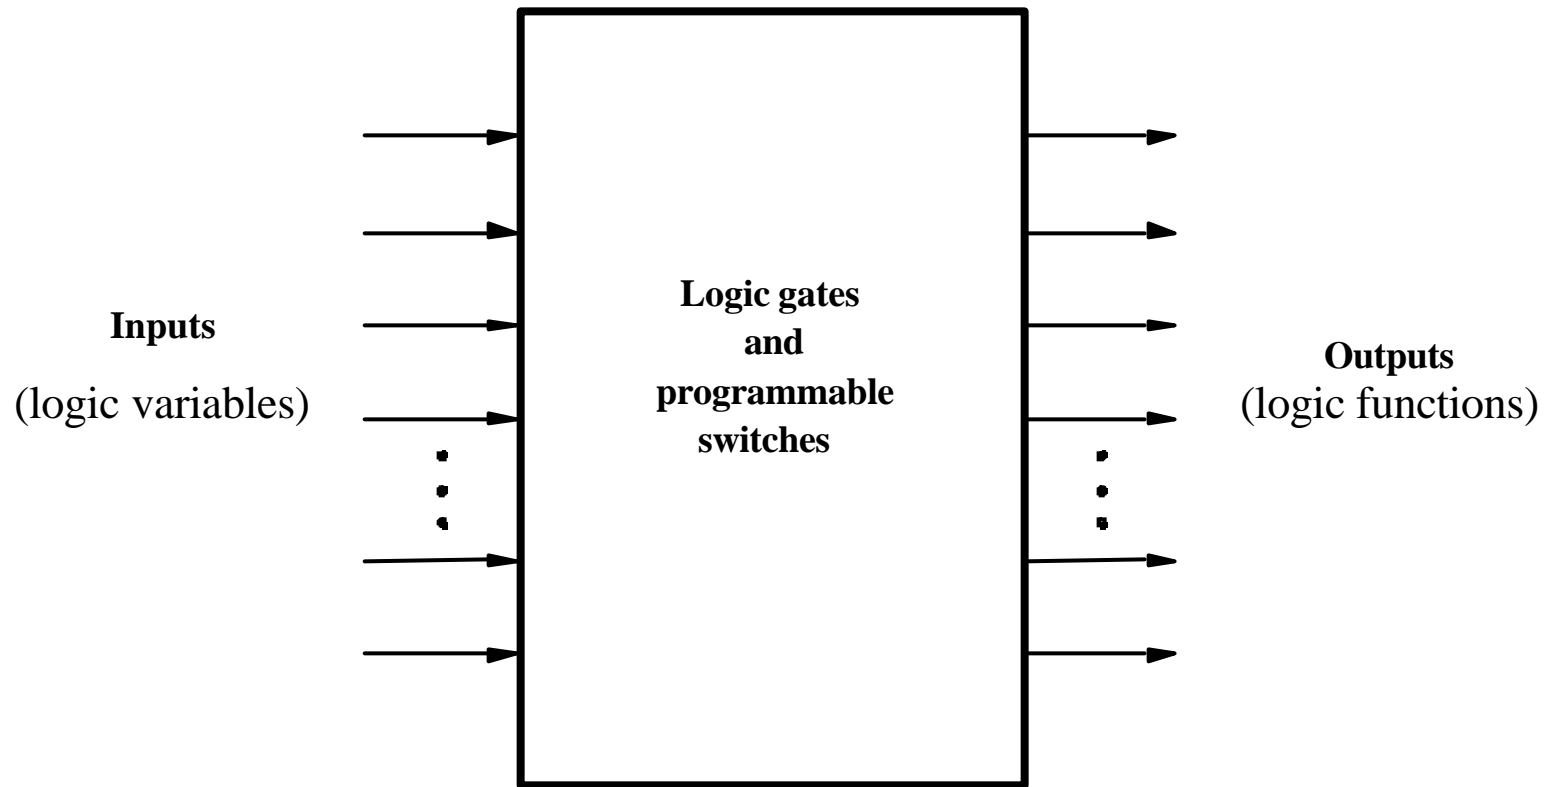 Inputs
(logic variables)
Logic gates
and
programmable
switches
Outputs
(logic functions)